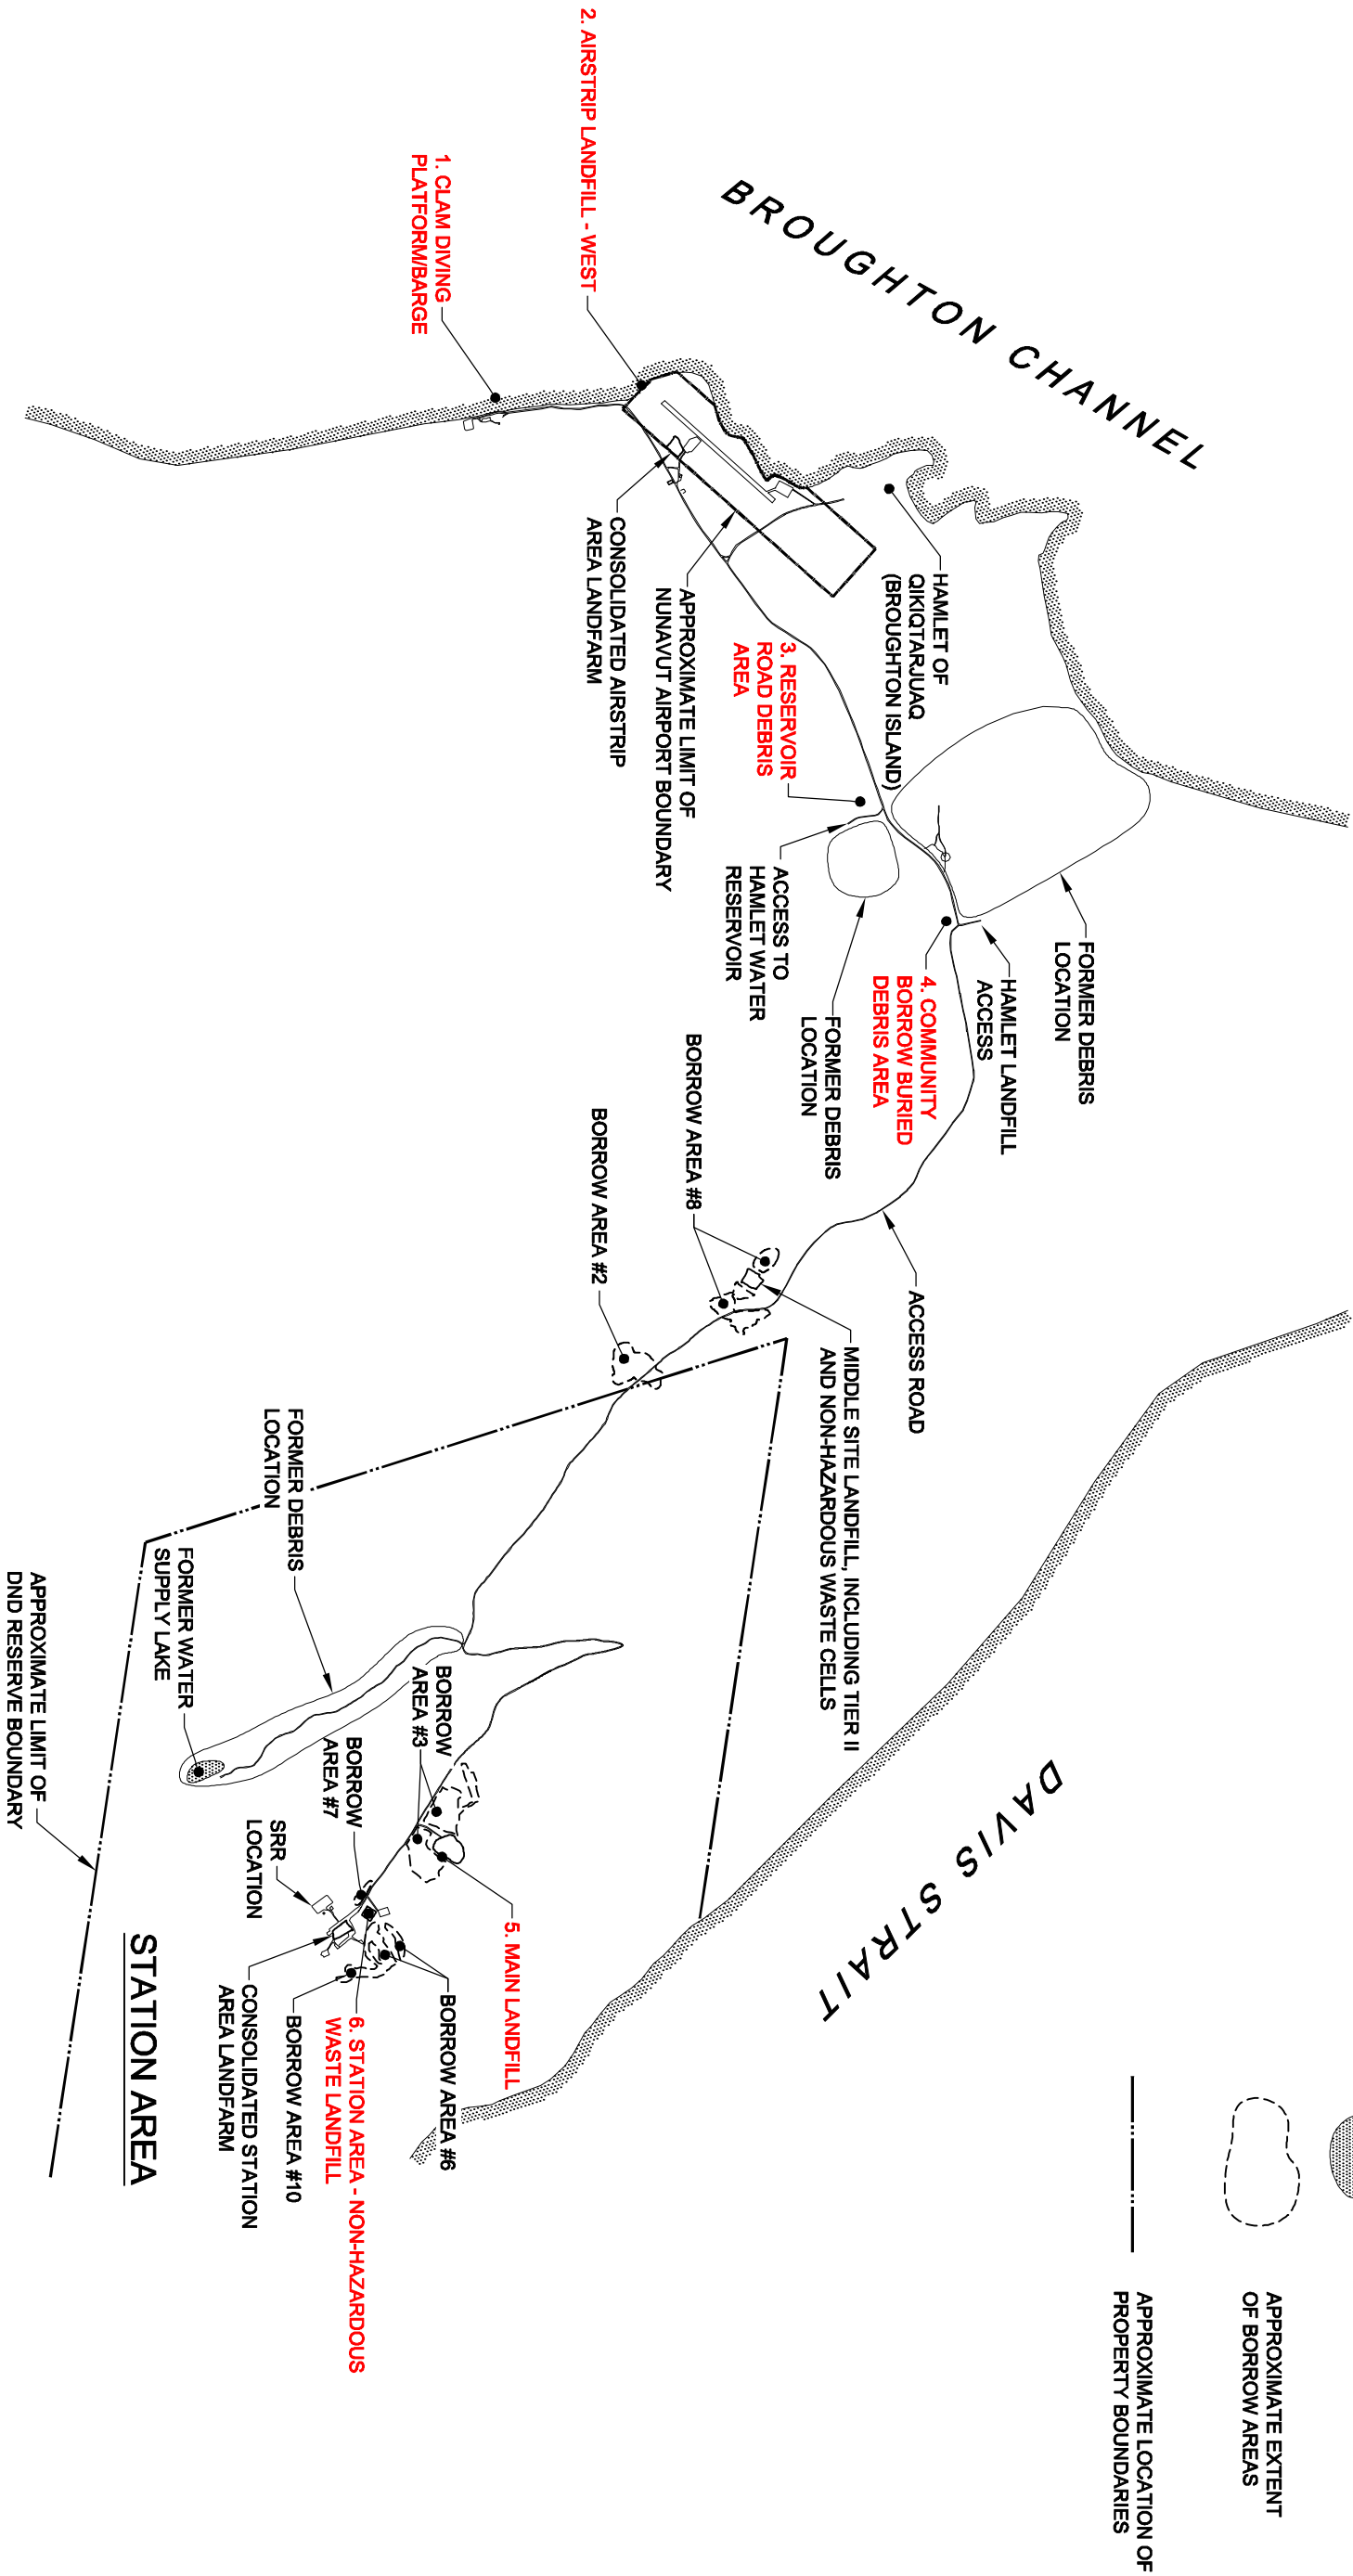 BROUGHTON CHANNEL
2. AIRSTRIP LANDFILL - WEST
1. CLAM DIVING
PLATFORM/BARGE
HAMLET OF
QIKIQTARJUAQ
(BROUGHTON ISLAND)
APPROXIMATE LIMIT OF
NUNAVUT AIRPORT BOUNDARY
CONSOLIDATED AIRSTRIP
AREA LANDFARM
3. RESERVOIR
ROAD DEBRIS
AREA
ACCESS TO
HAMLET WATER
RESERVOIR
FORMER DEBRIS
LOCATION
HAMLET LANDFILL
ACCESS
4. COMMUNITY
BORROW BURIED
DEBRIS AREA
FORMER DEBRIS
LOCATION
BORROW AREA #8
BORROW AREA #2
ACCESS ROAD
MIDDLE SITE LANDFILL, INCLUDING TIER II
AND NON-HAZARDOUS WASTE CELLS
FORMER DEBRIS
LOCATION
FORMER WATER
SUPPLY LAKE
APPROXIMATE LIMIT OF
DND RESERVE BOUNDARY
BORROW
AREA #3
BORROW
AREA #7
SRR
LOCATION
DAVIS STRAIT
5. MAIN LANDFILL
BORROW AREA #6
6. STATION AREA - NON-HAZARDOUS
WASTE LANDFILL
BORROW AREA #10
CONSOLIDATED STATION
AREA LANDFARM
STATION AREA
APPROXIMATE EXTENT
OF BORROW AREAS
APPROXIMATE LOCATION OF
PROPERTY BOUNDARIES